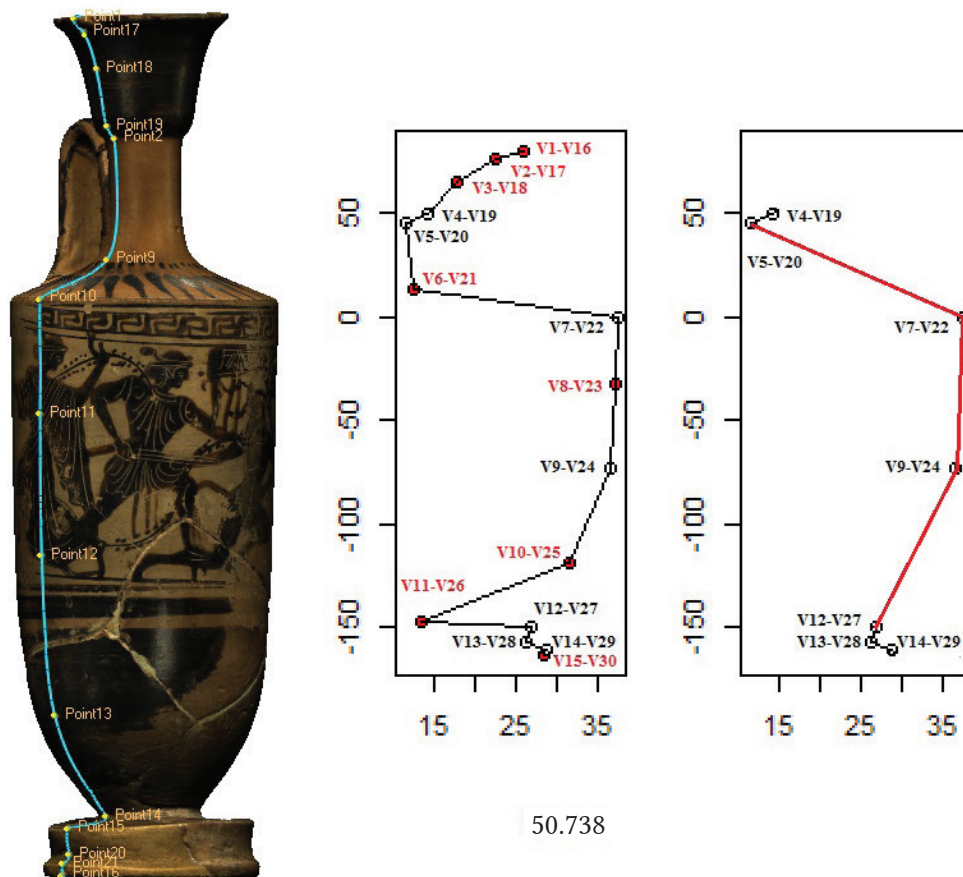 Point1
Point17
Point18
Point19
Point2
Point9
Point10
Point11
Point12
Point13
Point14
Point15
Point20
Point21
Point16
50
0
-50
-100
-150
15
25
35
V1-V16
V2-V17
V3-V18
V4-V19
V5-V20
V6-V21
V7-V22
V8-V23
V9-V24
V10-V25
V11-V26
V12-V27
V13-V28
V14-V29
V15-V30
50
0
-50
-100
-150
15
25
35
V4-V19
V5-V20
V7-V22
V9-V24
V12-V27
V13-V28
V14-V29
50.738